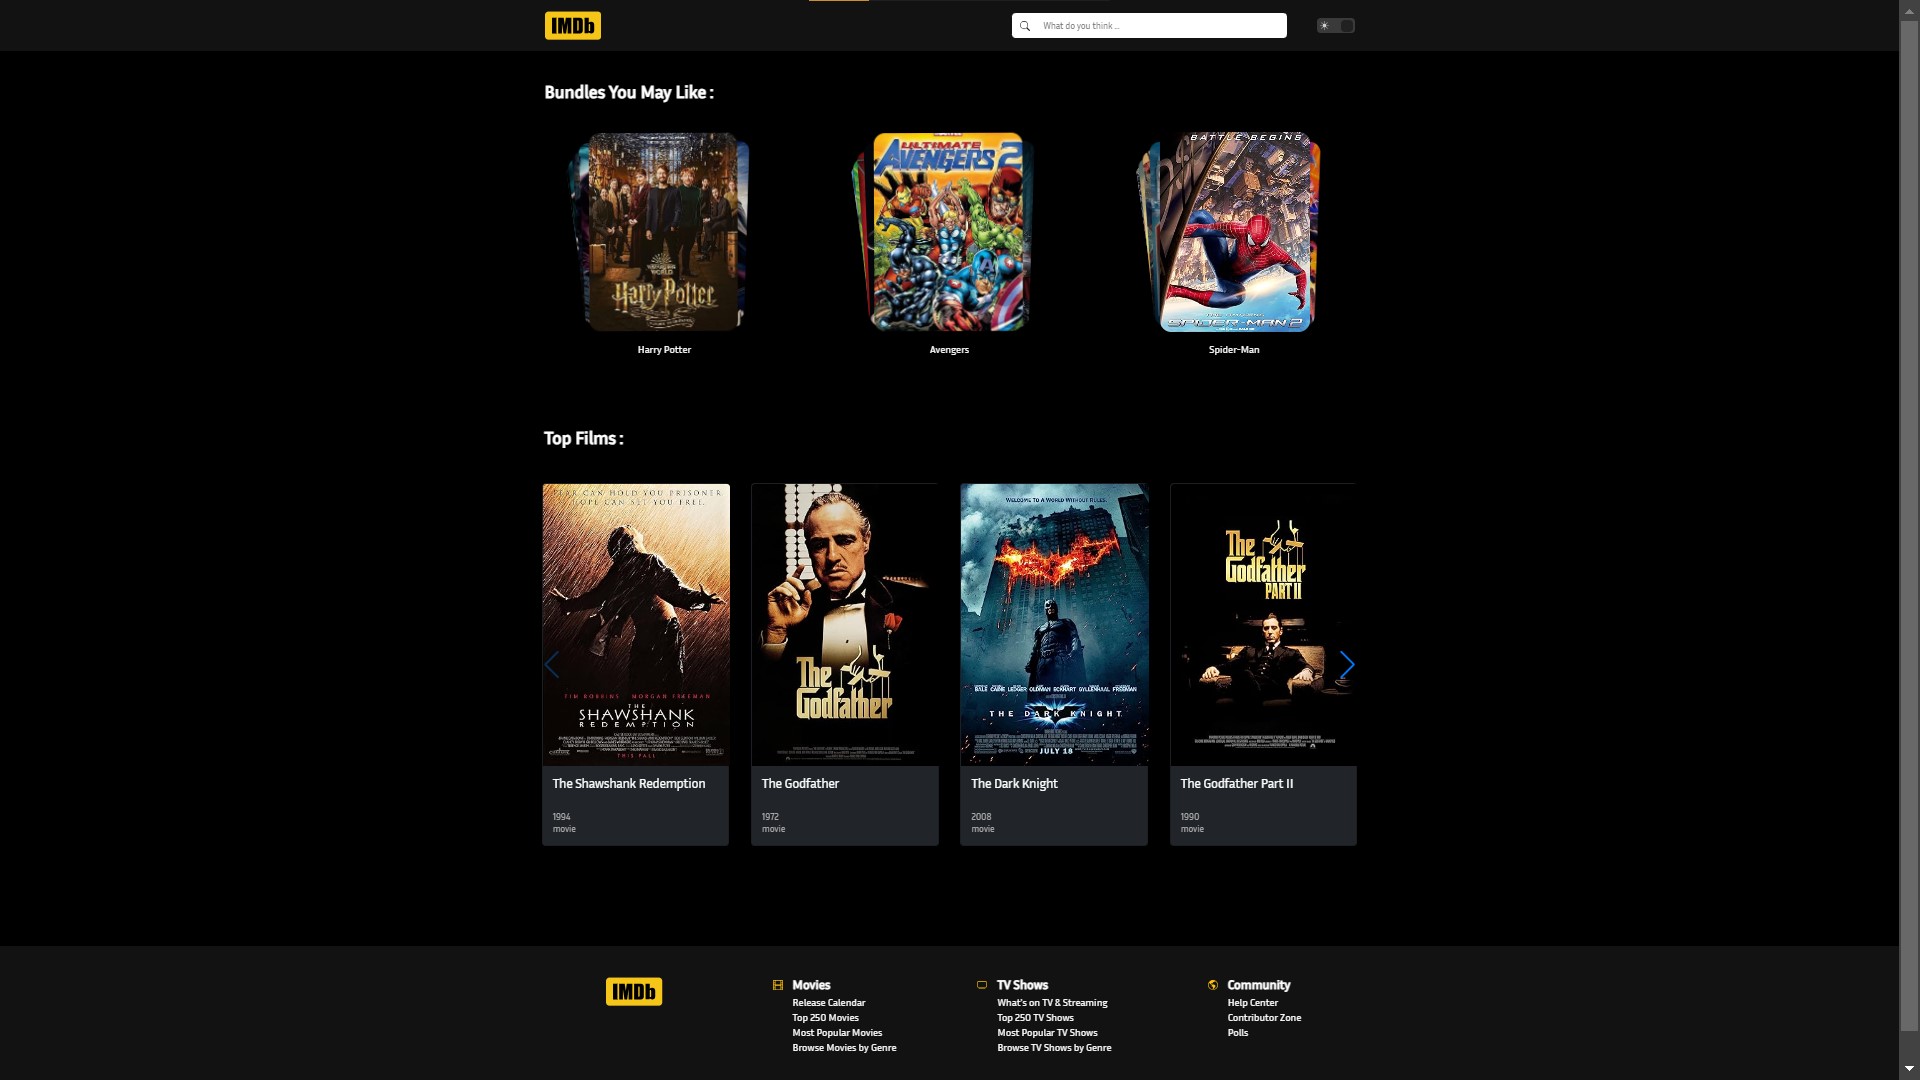 IMDb
What do you think ...
Bundles You May Like :
Harry Potter
ULTIMATE
AVENGERS 2
BATTLE BEGINS
SPIDER-MAN 2
Harry Potter
Avengers
Spider-Man
Top Films :
FEAR CAN HOLD YOU PRISONER
HOPE CAN SET YOU FREE.
TIM ROBBINS MORGAN FREEMAN
THE
SHAWSHANK
REDEMPTION
THIS FALL
The
Godfather
WELCOME TO A WORLD WITHOUT RULES.
BALE CAINE LEDGER OLDMAN ECKHART GYLLENHAAL FREEMAN
THE DARK KNIGHT
JULY 18
The
Godfather
PART II
The Shawshank Redemption
1994
movie
The Godfather
1972
movie
The Dark Knight
2008
movie
The Godfather Part II
1990
movie
IMDb
Movies
Release Calendar
Top 250 Movies
Most Popular Movies
Browse Movies by Genre
TV Shows
What's on TV & Streaming
Top 250 TV Shows
Most Popular TV Shows
Browse TV Shows by Genre
Community
Help Center
Contributor Zone
Polls